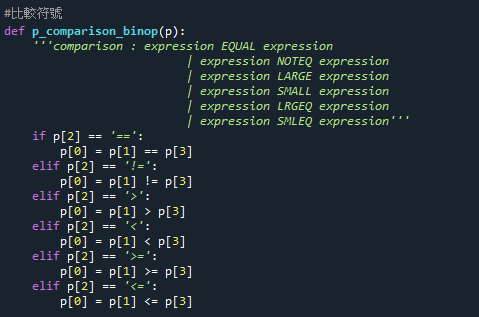 #比較符號
def p_comparison_binop(p):
    '''comparison : expression EQUAL expression
                          | expression NOTEQ expression
                          | expression LARGE expression
                          | expression SMALL expression
                          | expression LRGEQ expression
                          | expression SMLEQ expression'''
    if p[2] == '==':
        p[0] = p[1] == p[3]
    elif p[2] == '!=':
        p[0] = p[1] != p[3]
    elif p[2] == '>':
        p[0] = p[1] > p[3]
    elif p[2] == '<':
        p[0] = p[1] < p[3]
    elif p[2] == '>=':
        p[0] = p[1] >= p[3]
    elif p[2] == '<=':
        p[0] = p[1] <= p[3]